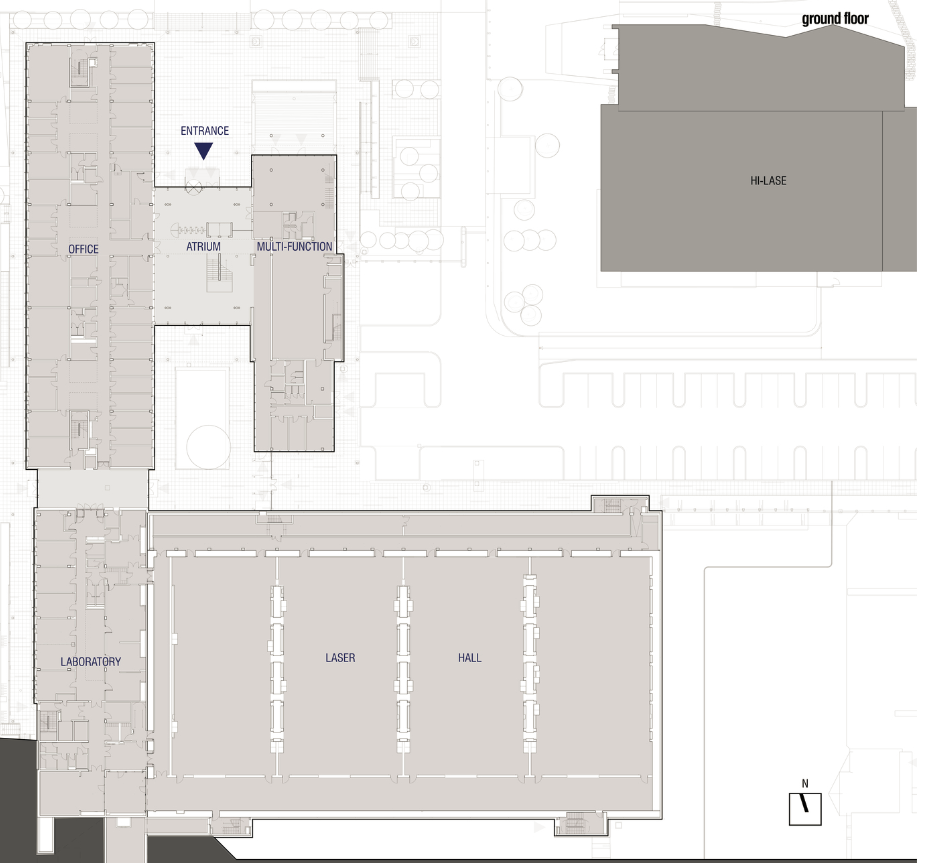 ground floor
ENTRANCE
HI-LASE
OFFICE
ATRIUM
MULTI-FUNCTION
LABORATORY
LASER
HALL
N